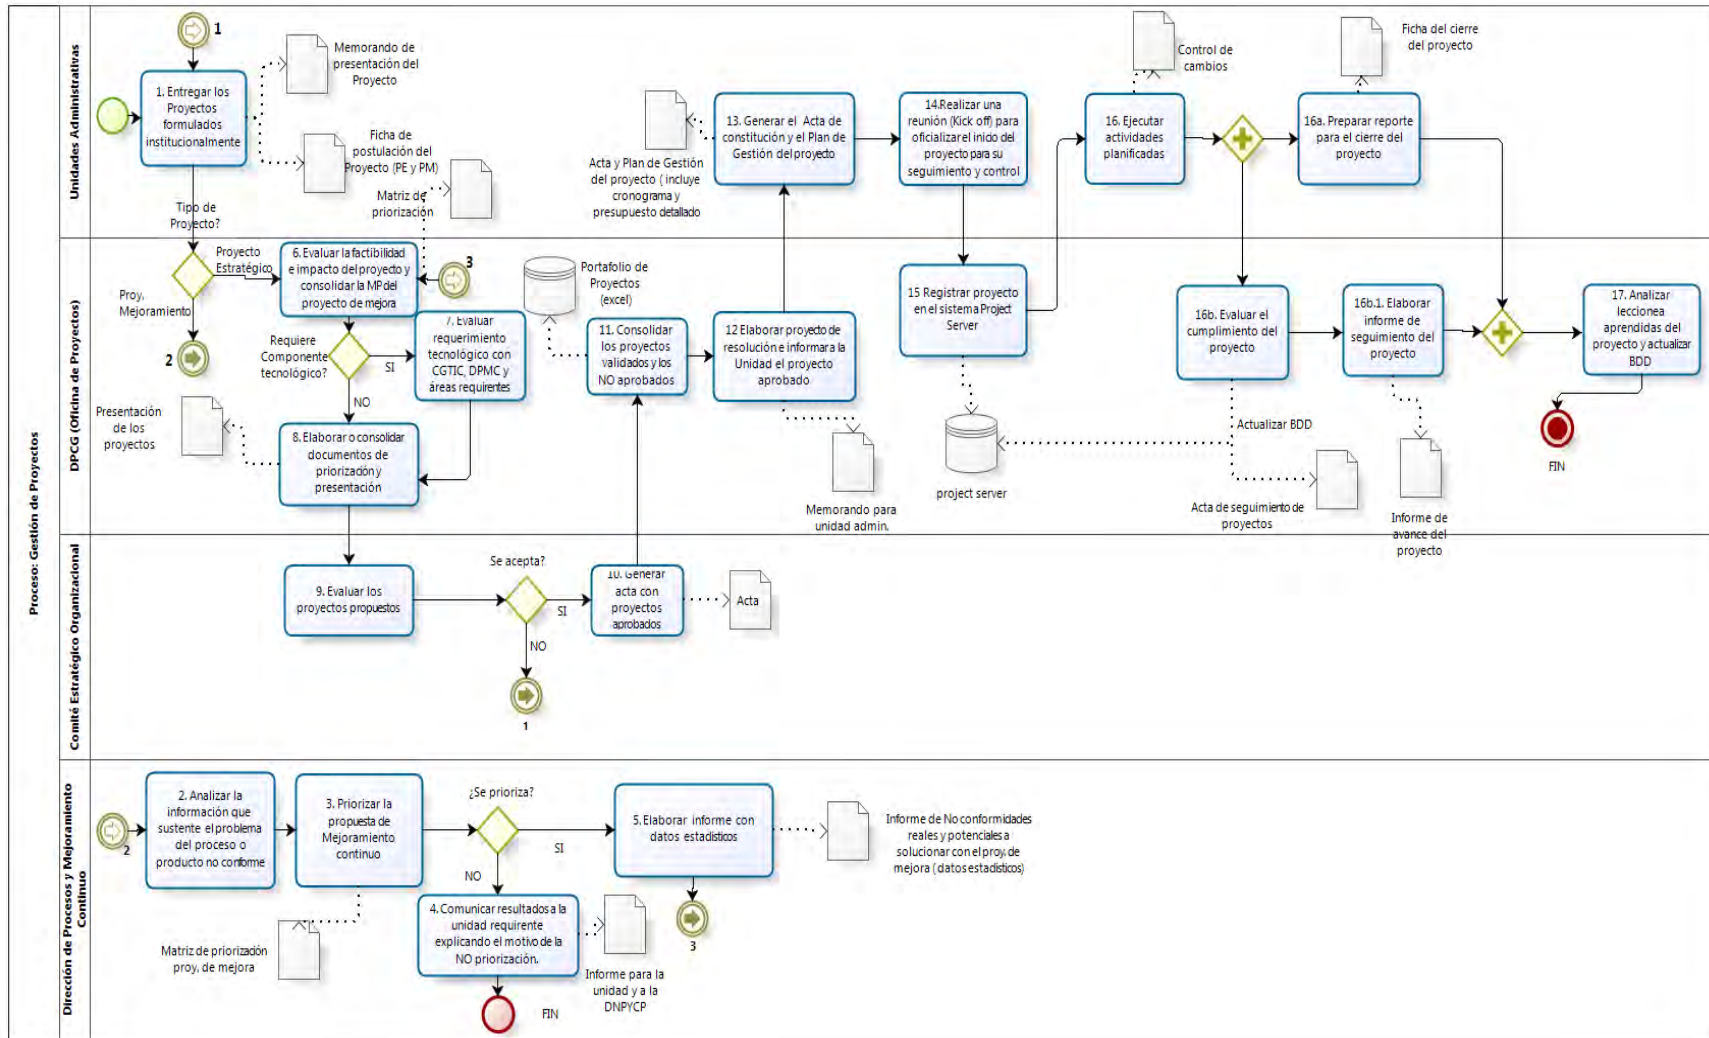 Proceso: Gestión de Proyectos
Unidades Administrativas
1
1. Entregar los
Proyectos
formulados
institucionalmente
Memorando de
presentación del
Proyecto
Ficha de
postulación del
Proyecto (PE y PM)
Matriz de
priorización
Tipo de
Proyecto?
Acta y Plan de Gestión
del proyecto ( incluye
cronograma y
presupuesto detallado
13. Generar el Acta de
constitución y el Plan de
Gestión del proyecto
14.Realizar una
reunión (Kick off) para
oficializar el inicio del
proyecto para su
seguimiento y control
Control de
cambios
16. Ejecutar
actividades
planificadas
Ficha del cierre
del proyecto
16a. Preparar reporte
para el cierre del
proyecto
DPCG (Oficina de Proyectos)
Proyecto
Estratégico
Proy.
Mejoramiento
2
6. Evaluar la factibilidad
e impacto del proyecto y
consolidar la MP del
proyecto de mejora
3
Requiere
Componente
tecnológico?
SI
NO
7. Evaluar
requerimiento
tecnológico con
CGTIC, DPMC y
áreas requirentes
Presentación
de los
proyectos
8. Elaborar o consolidar
documentos de
priorización y
presentación
Portafolio de
Proyectos
(excel)
11. Consolidar
los proyectos
validados y los
NO aprobados
12 Elaborar proyecto de
resolución e informar a la
Unidad el proyecto
aprobado
Memorando para
unidad admin.
15 Registrar proyecto
en el sistema Project
Server
project server
16b. Evaluar el
cumplimiento del
proyecto
Actualizar BDD
Acta de seguimiento de
proyectos
16b.1. Elaborar
informe de
seguimiento del
proyecto
Informe de
avance del
proyecto
17. Analizar
leccionea
aprendidas del
proyecto y actualizar
BDD
FIN
Comité Estratégico Organizacional
9. Evaluar los
proyectos propuestos
Se acepta?
SI
NO
1
10. Generar
acta con
proyectos
aprobados
Acta
Dirección de Procesos y Mejoramiento
Continuo
2
2. Analizar la
información que
sustente el problema
del proceso o
producto no conforme
3. Priorizar la
propuesta de
Mejoramiento
continuo
Matriz de priorización
proy. de mejora
¿Se prioriza?
SI
NO
4. Comunicar resultados a la
unidad requirente
explicando el motivo de la
NO priorización.
Informe para la
unidad y a la
DNPYCP
FIN
5. Elaborar informe con
datos estadísticos
3
Informe de No conformidades
reales y potenciales a
solucionar con el proy. de
mejora ( datos estadísticos)